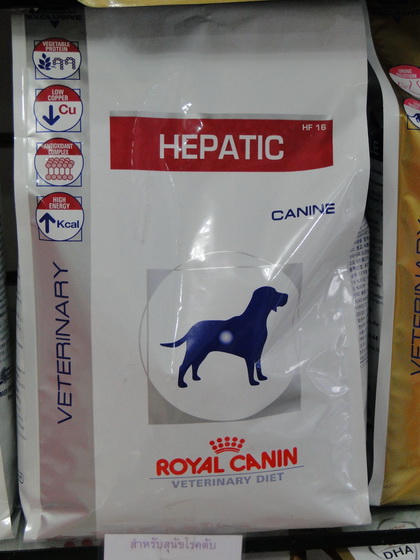 VEGETABLE
PROTEIN
LOW
COPPER
Cu
ANTIOXIDANT
COMPLEX
HIGH
ENERGY
Kcal
HF 16
HEPATIC
CANINE
VETERINARY
ROYAL CANIN
VETERINARY DIET
สำหรับสุนัขโรคตับ
DHA